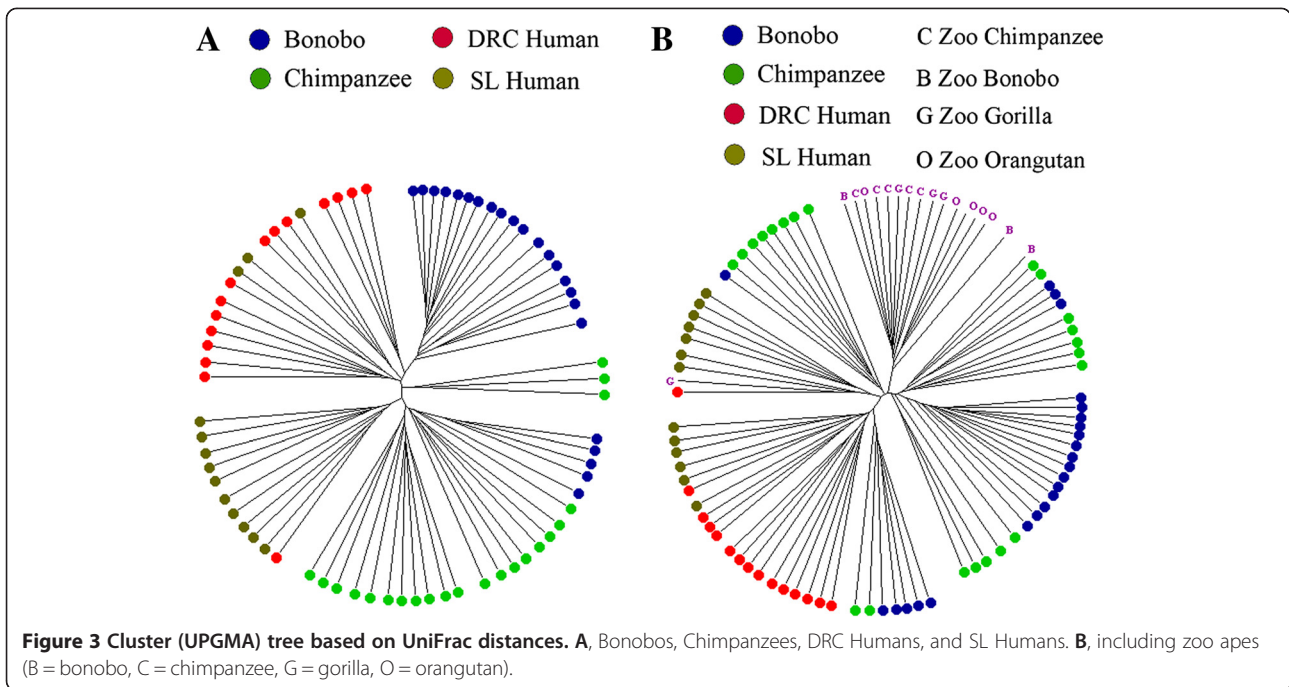 A
Bonobo
DRC Human
Chimpanzee
SL Human
B
Bonobo
C Zoo Chimpanzee
Chimpanzee
B Zoo Bonobo
DRC Human
G Zoo Gorilla
SL Human
O Zoo Orangutan
B C O C C G C C G G O O O O B B
G
Figure 3 Cluster (UPGMA) tree based on UniFrac distances. A, Bonobos, Chimpanzees, DRC Humans, and SL Humans. B, including zoo apes
(B = bonobo, C = chimpanzee, G = gorilla, O = orangutan).